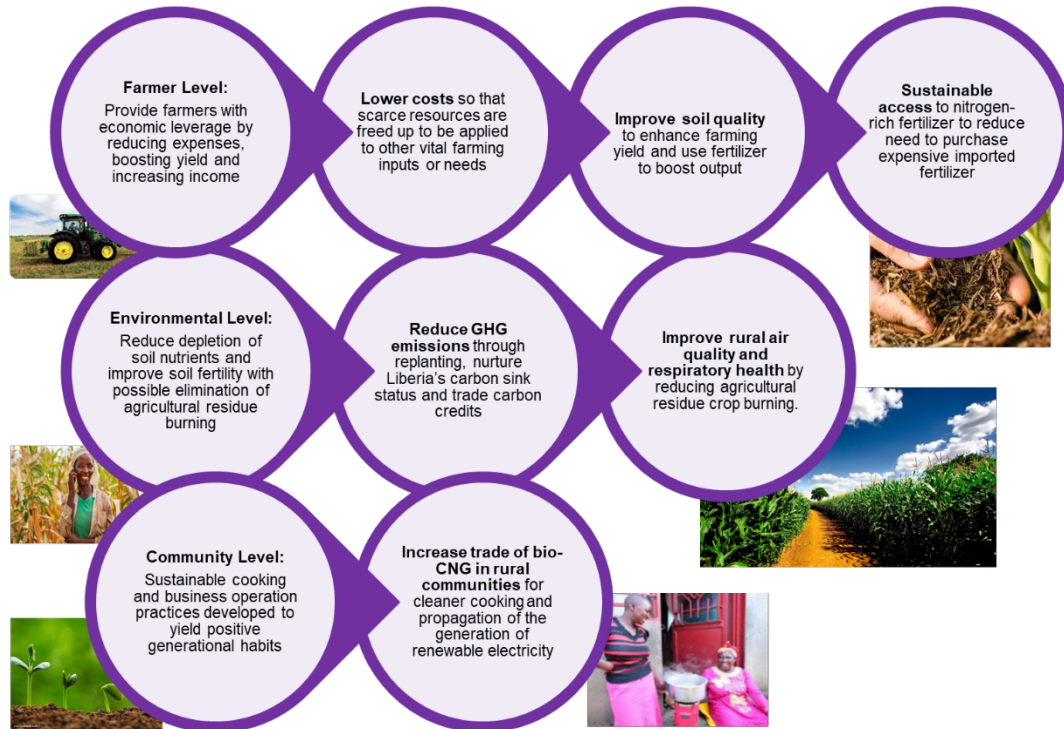 Farmer Level:
Provide farmers with
economic leverage by
reducing expenses,
boosting yield and
increasing income
Lower costs so that
scarce resources are
freed up to be applied
to other vital farming
inputs or needs
Improve soil quality
to enhance farming
yield and use fertilizer
to boost output
Sustainable
access to nitrogen-
rich fertilizer to reduce
need to purchase
expensive imported
fertilizer
Environmental Level:
Reduce depletion of
soil nutrients and
improve soil fertility with
possible elimination of
agricultural residue
burning
Reduce GHG
emissions through
replanting, nurture
Liberia's carbon sink
status and trade carbon
credits
Improve rural air
quality and
respiratory health by
reducing agricultural
residue crop burning.
Community Level:
Sustainable cooking
and business operation
practices developed to
yield positive
generational habits
Increase trade of bio-
CNG in rural
communities for
cleaner cooking and
propagation of the
generation of
renewable electricity